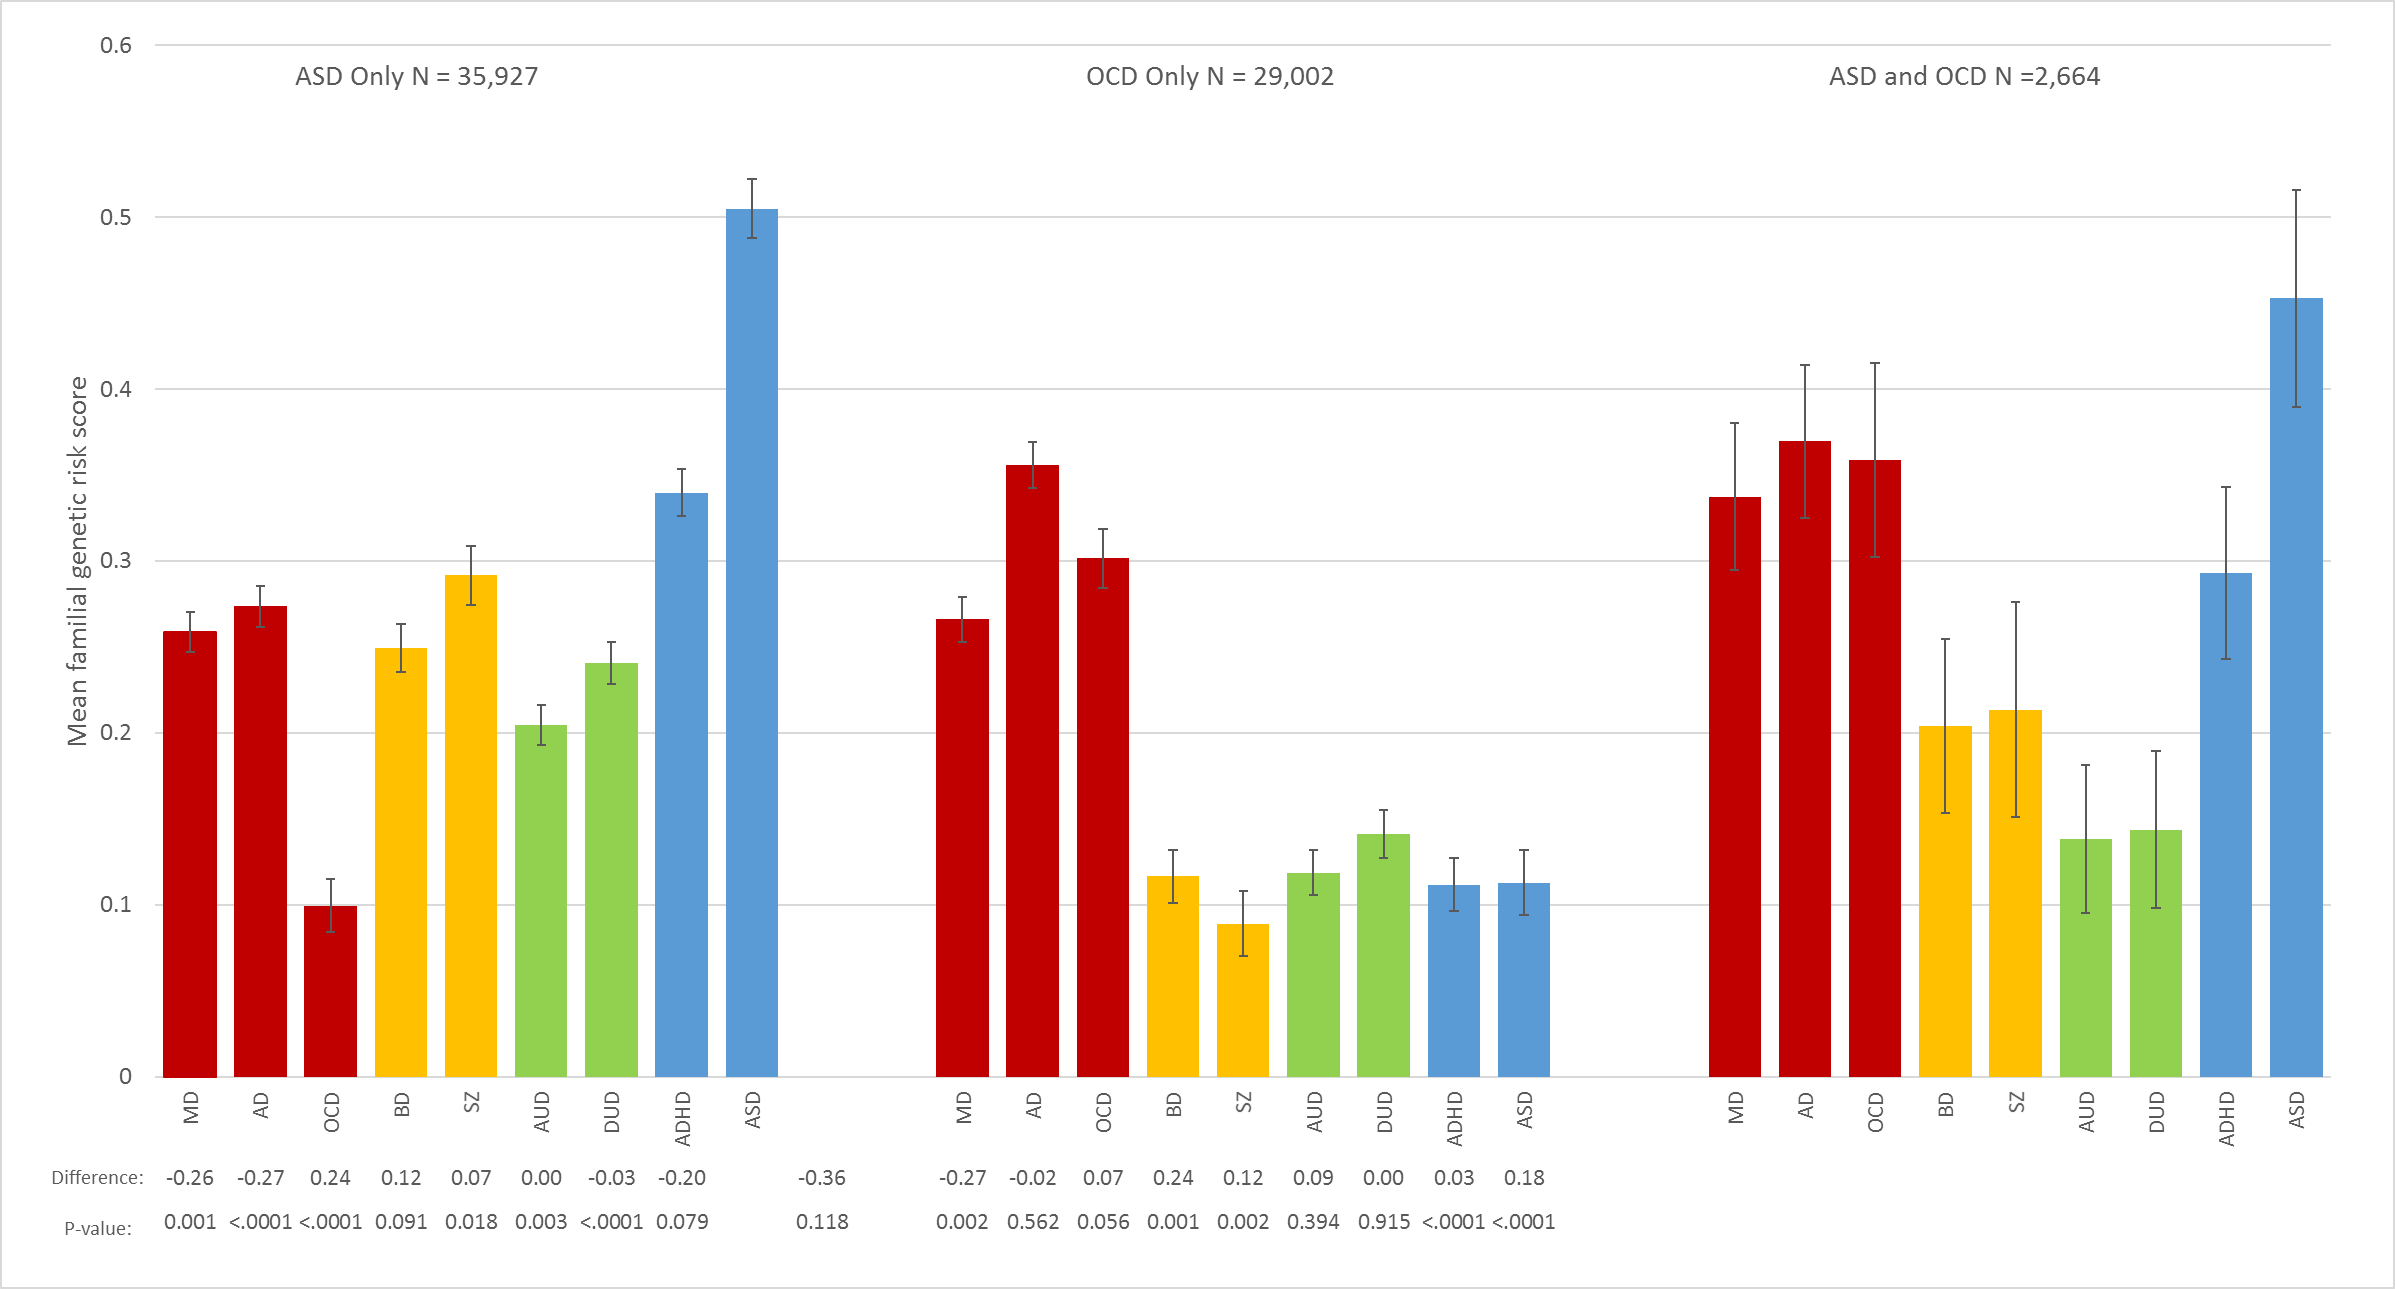 0.6
ASD Only N = 35,927
OCD Only N = 29,002
ASD and OCD N =2,664
0.5
0.4
0.3
0.2
0.1
0
Mean familial genetic risk score
MD AD OCD BD SZ AUD DUD ADHD ASD MD AD OCD BD SZ AUD DUD ADHD ASD MD AD OCD BD SZ AUD DUD ADHD ASD
Difference: -0.26 -0.27 0.24 0.12 0.07 0.00 -0.03 -0.20 -0.36 -0.27 -0.02 0.07 0.24 0.12 0.09 0.00 0.03 0.18
P-value: 0.001 <.0001 <.0001 0.091 0.018 0.003 <.0001 0.079 0.118 0.002 0.562 0.056 0.001 0.002 0.394 0.915 <.0001 <.0001